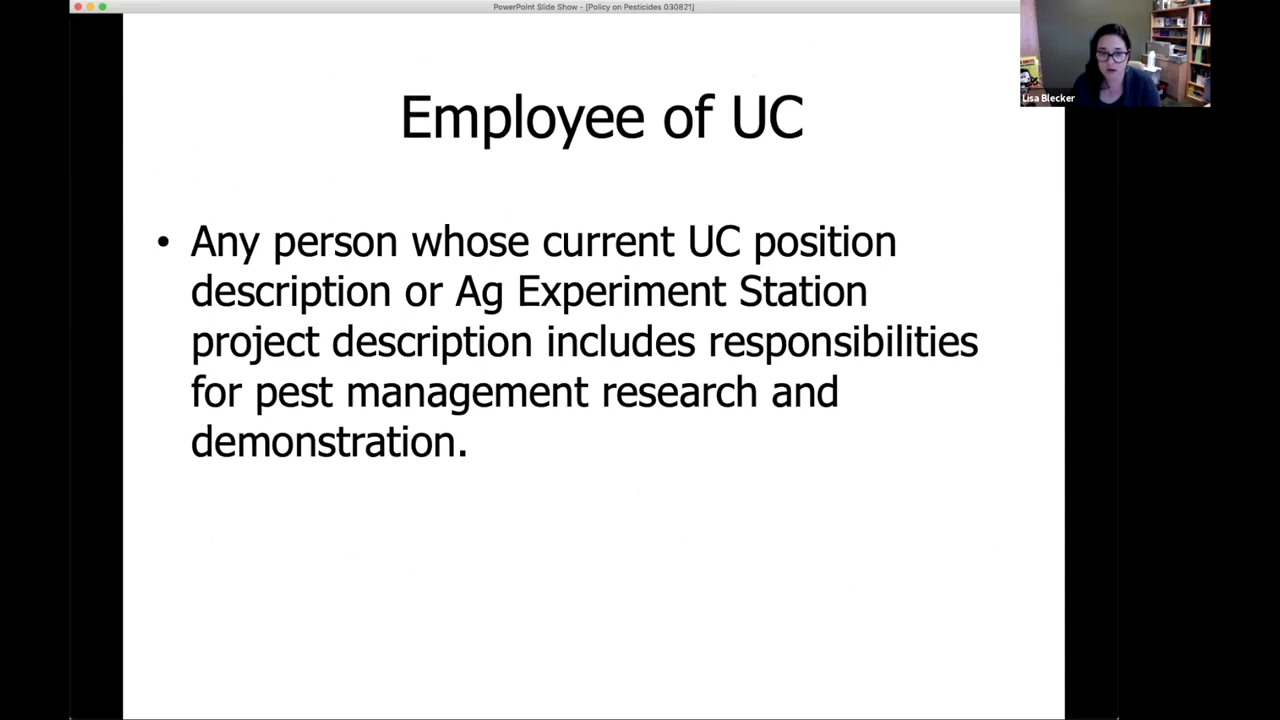 PowerPoint Slide Show - [Policy on Pesticides 030821]
Lisa Blecker
Employee of UC
• Any person whose current UC position
description or Ag Experiment Station
project description includes responsibilities
for pest management research and
demonstration.